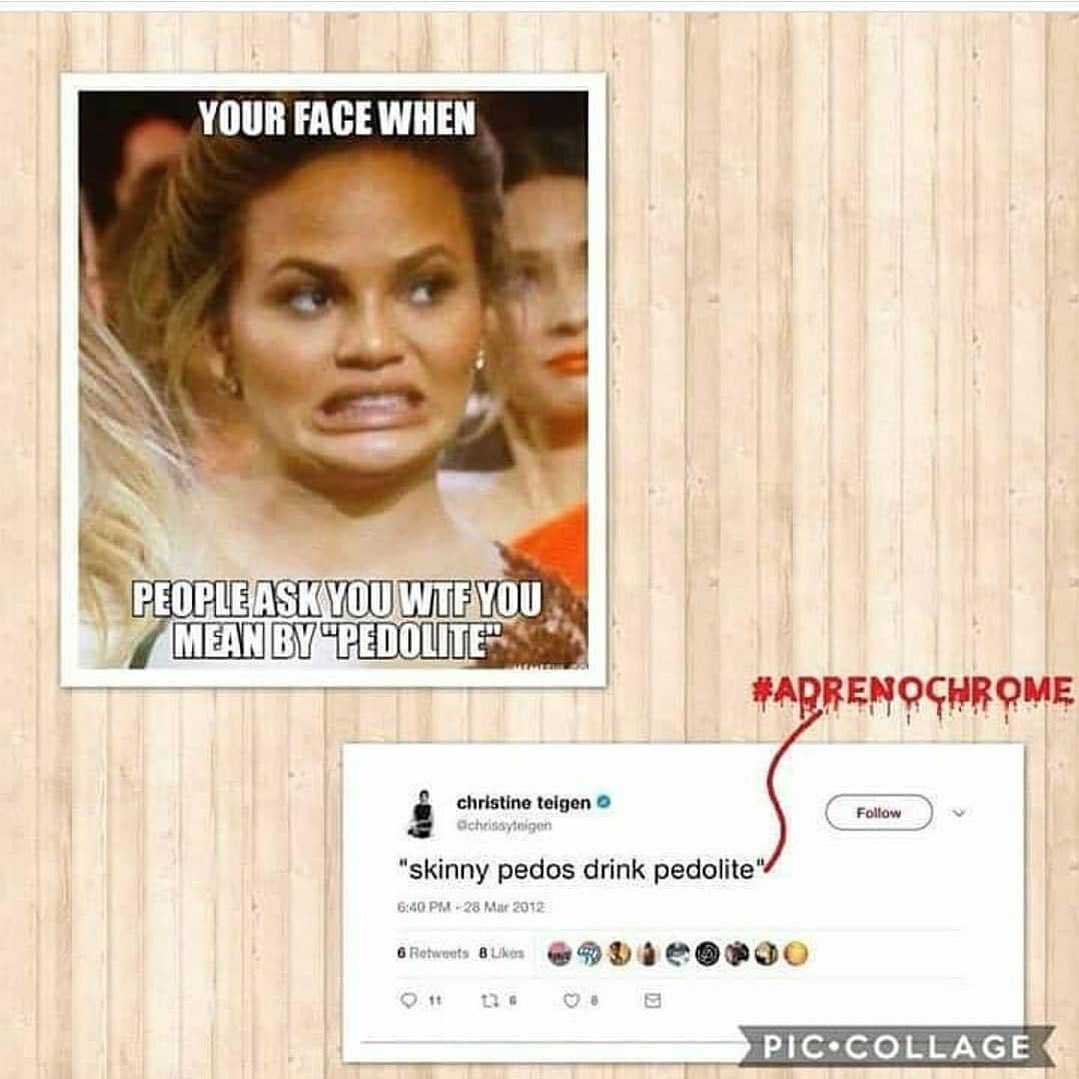 YOUR FACE WHEN
PEOPLE ASK YOU WTF YOU
MEAN BY "PEDOLITE"
#ADRENOCHROME
christine teigen
@chrissyteigen
Follow
"skinny pedos drink pedolite"
6:40 PM - 28 Mar 2012
6 Retweets 8 Likes
11 6 8
PIC•COLLAGE